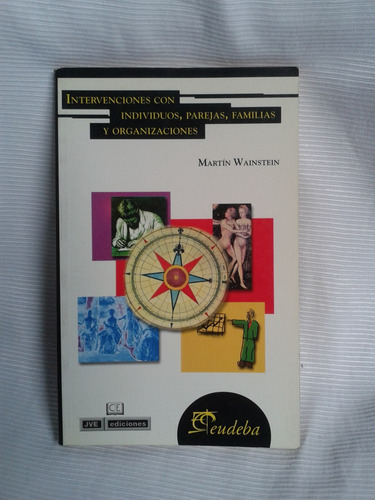 INTERVENCIONES CON
INDIVIDUOS, PAREJAS, FAMILIAS
Y ORGANIZACIONES
MARTÍN WAINSTEIN
JVE ediciones
eudeba